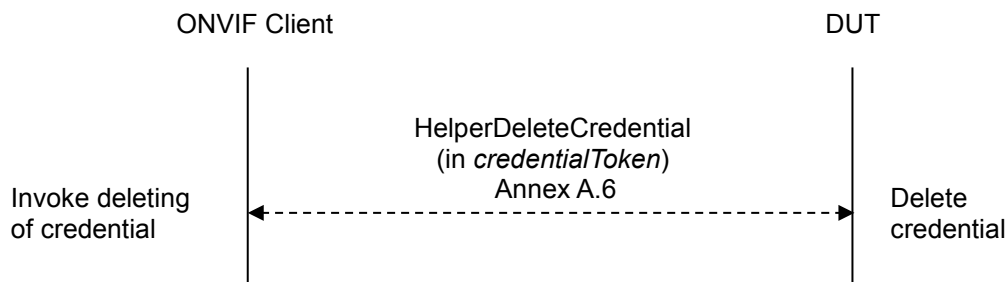 ONVIF Client
DUT
HelperDeleteCredential
(in credentialToken)
Annex A.6
Invoke deleting
of credential
Delete
credential